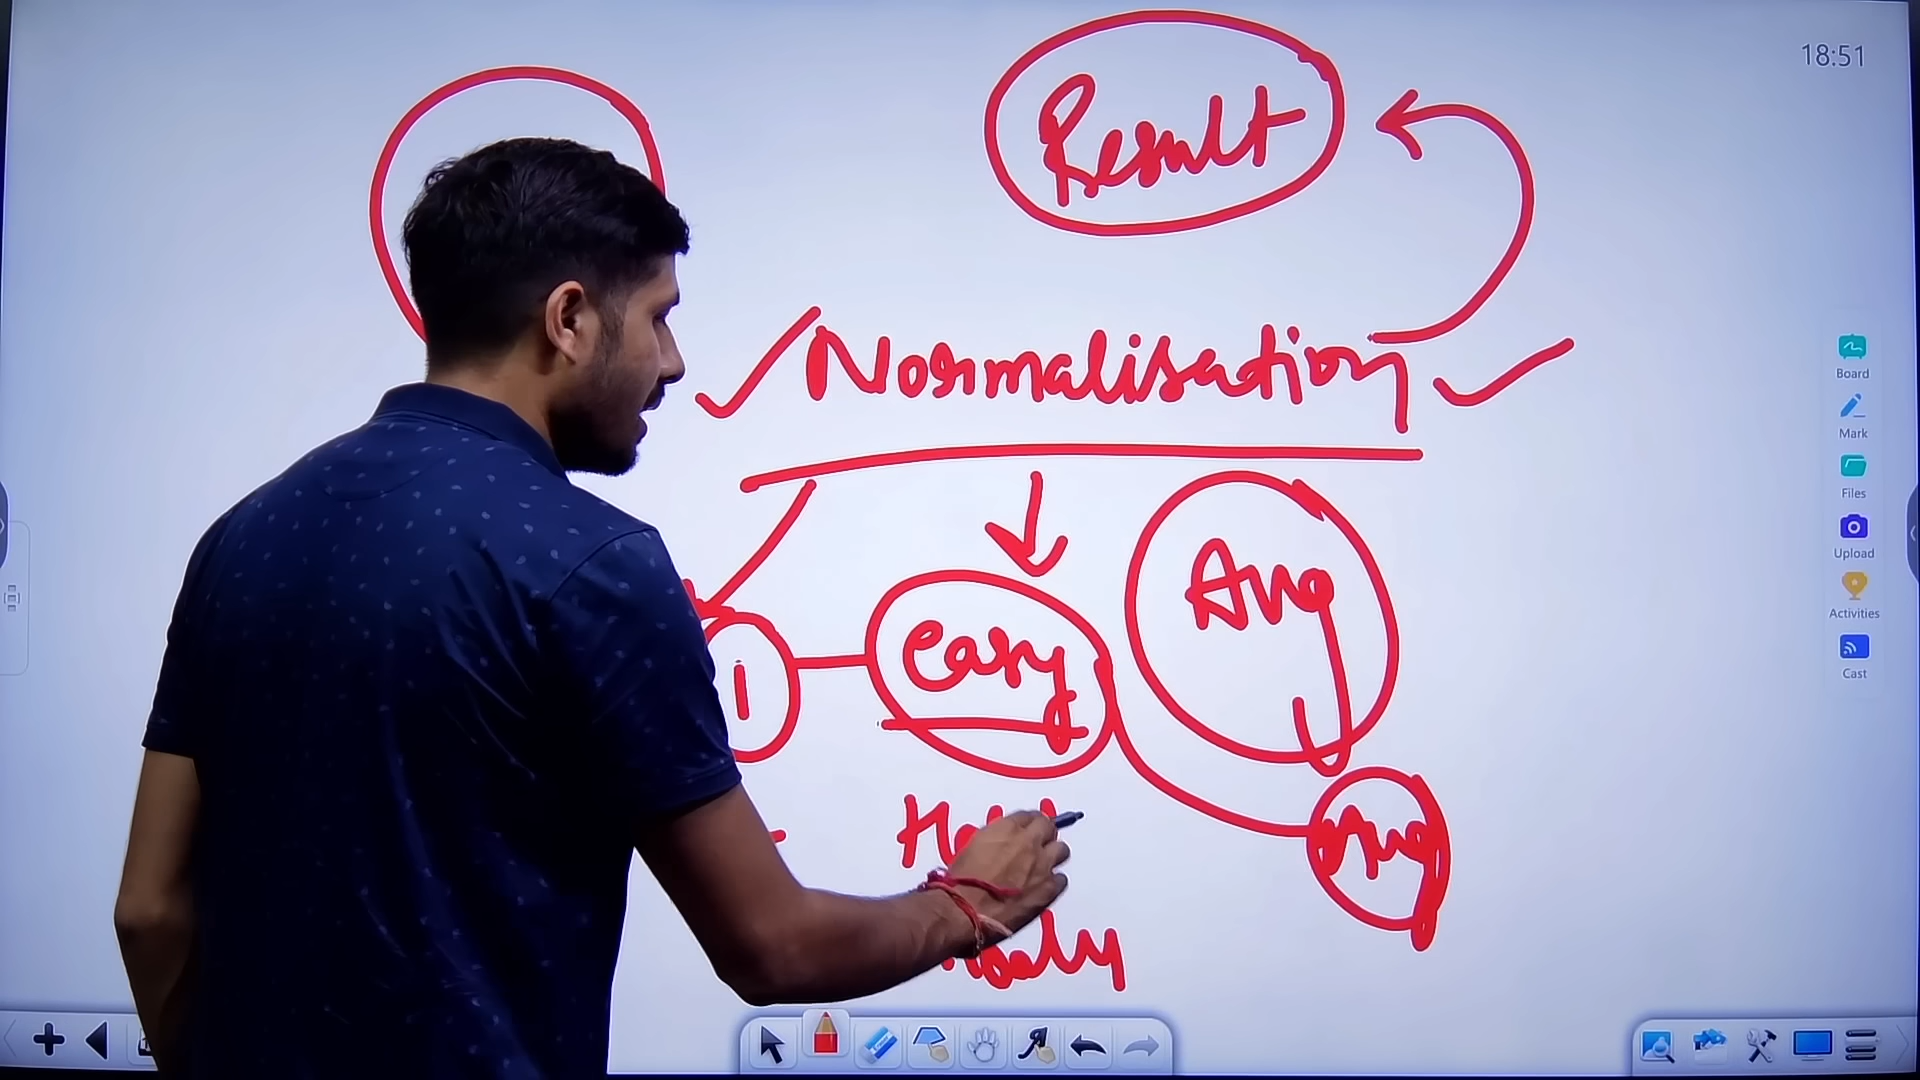 18:51
Result
Normalisation
Avg
1 easy
Avg
Board
Mark
Files
Upload
Activities
Cast